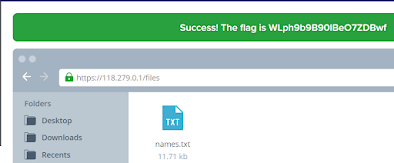 Success! The flag is WLph9b9B90IBeO7ZDBwf
https://118.279.0.1/files
Folders
Desktop
Downloads
Recents
TXT
names.txt
11.71 kb